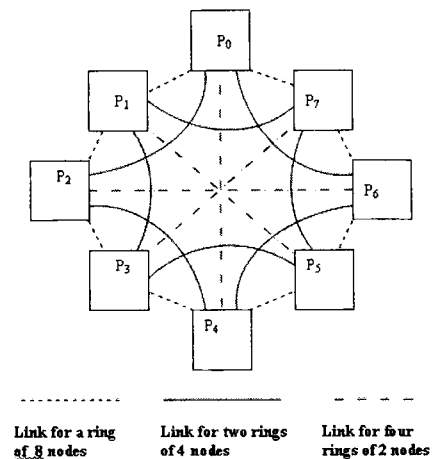 P0
P1
P7
P2
P6
P3
P5
P4
Link for a ring
of 8 nodes
Link for two rings
of 4 nodes
Link for four
rings of 2 nodes